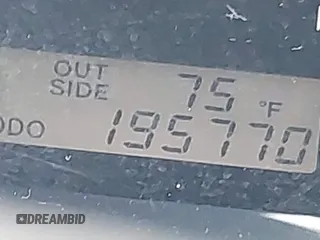 OUT SIDE 75 °F
ODO 195770
DREAMBID